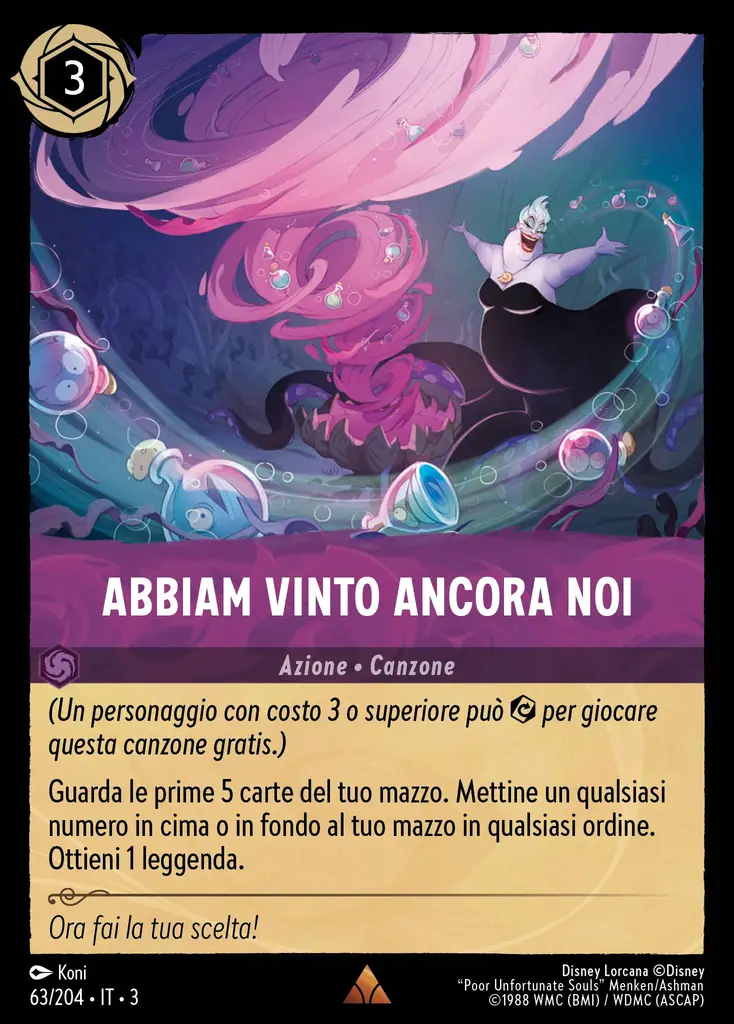 3
ABBIAM VINTO ANCORA NOI
Azione • Canzone
(Un personaggio con costo 3 o superiore può per giocare
questa canzone gratis.)
Guarda le prime 5 carte del tuo mazzo. Mettine un qualsiasi
numero in cima o in fondo al tuo mazzo in qualsiasi ordine.
Ottieni 1 leggenda.
Ora fai la tua scelta!
Koni
63/204 • IT • 3
Disney Lorcana ©Disney
“Poor Unfortunate Souls” Menken/Ashman
©1988 WMC (BMI) / WDMC (ASCAP)